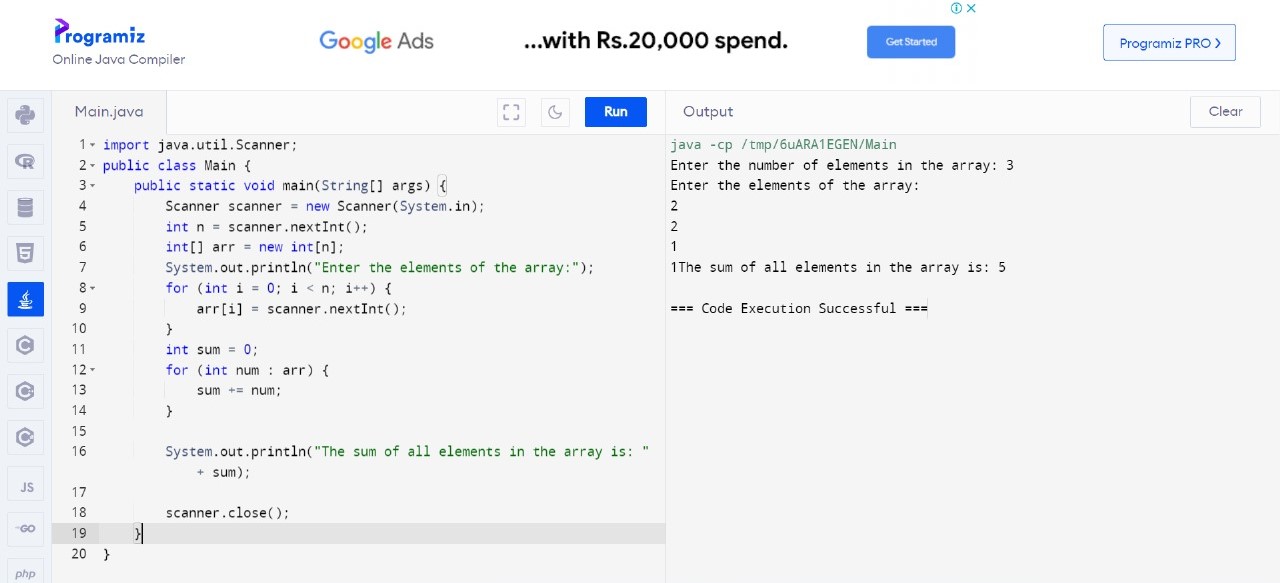 Programiz
Online Java Compiler
Google Ads
...with Rs.20,000 spend.
Get Started
Programiz PRO >
Main.java
Run
Output
Clear
1 import java.util.Scanner;
2 public class Main {
3 public static void main(String[] args) {
4 Scanner scanner = new Scanner(System.in);
5 int n = scanner.nextInt();
6 int[] arr = new int[n];
7 System.out.println("Enter the elements of the array:");
8 for (int i = 0; i < n; i++) {
9 arr[i] = scanner.nextInt();
10 }
11 int sum = 0;
12 for (int num : arr) {
13 sum += num;
14 }
15
16 System.out.println("The sum of all elements in the array is: "
+ sum);
17
18 scanner.close();
19 }
20 }
java -cp /tmp/6uARA1EGEN/Main
Enter the number of elements in the array: 3
Enter the elements of the array:
2
2
1
1The sum of all elements in the array is: 5
=== Code Execution Successful ===
JS
GO
php